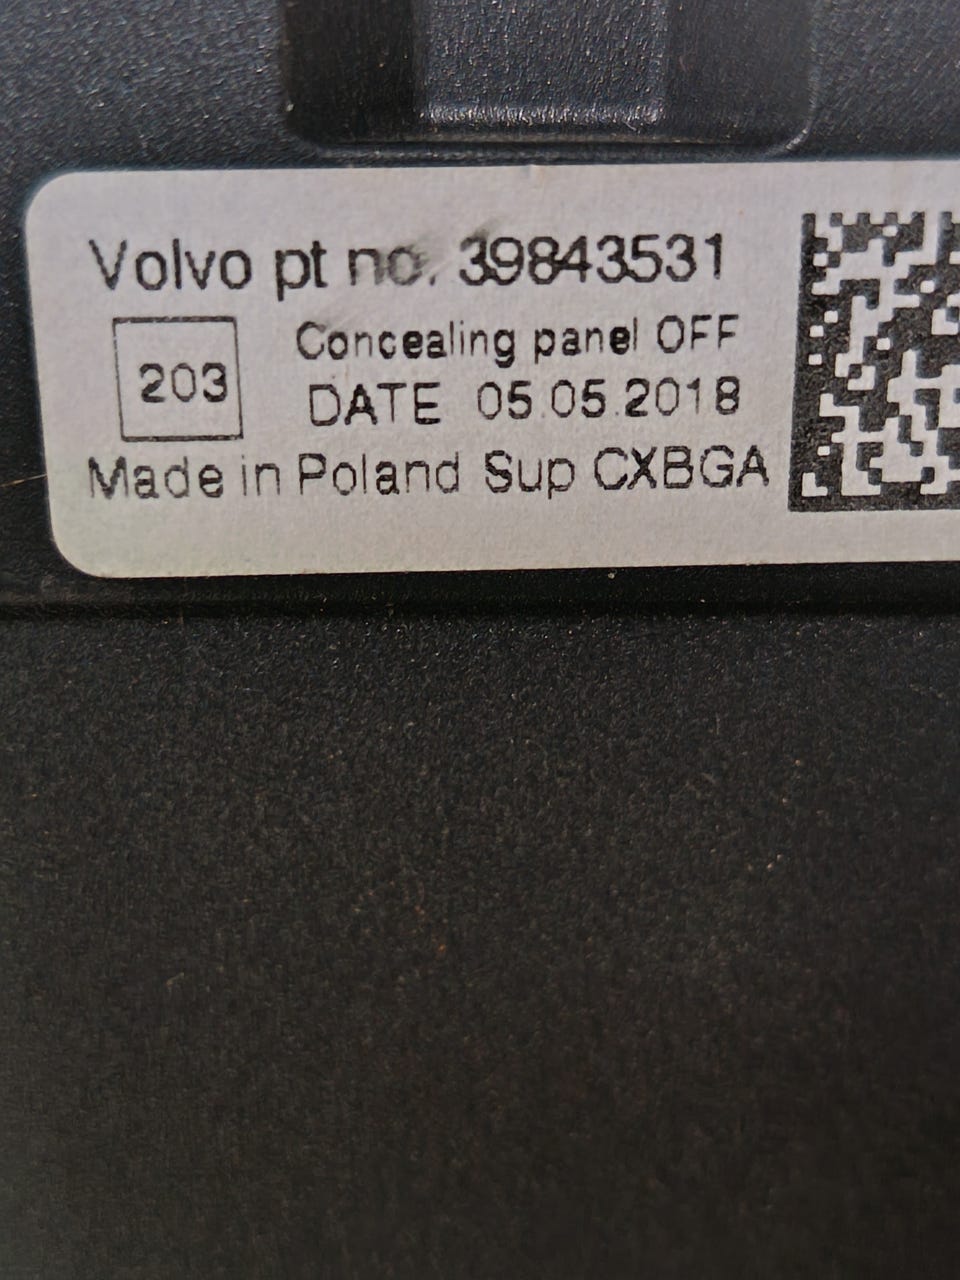 Volvo pt no. 39843531
203
Concealing panel OFF
DATE 05.05.2018
Made in Poland Sup CXBGA